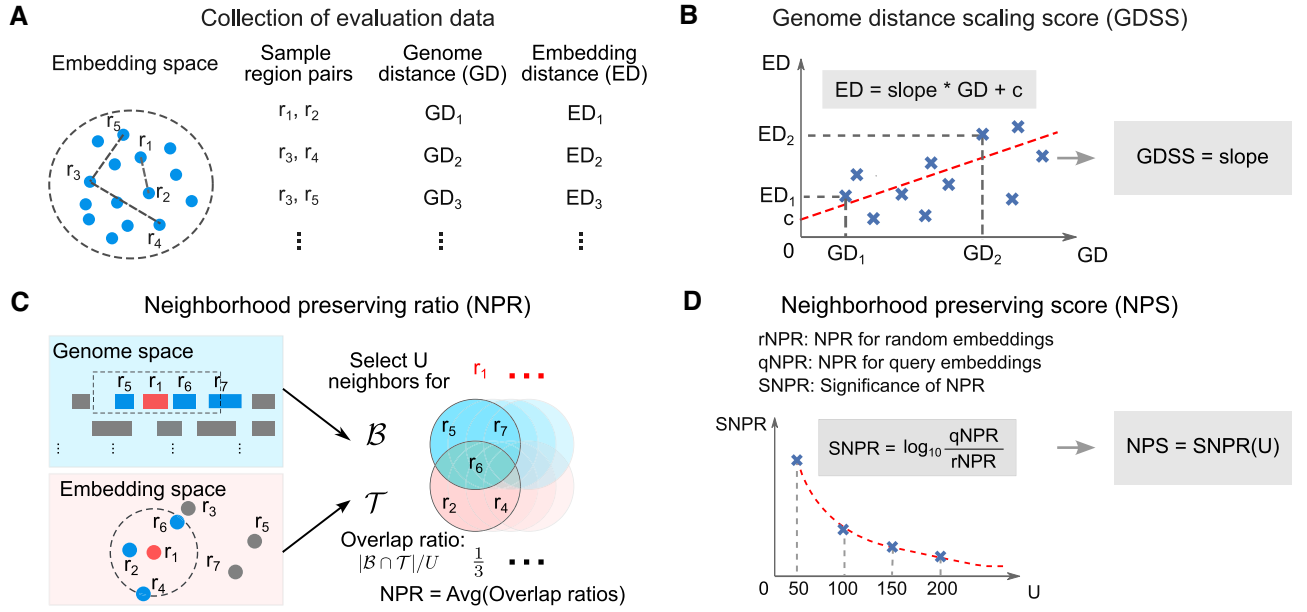 A
Collection of evaluation data
Embedding space
Sample
region pairs
Genome
distance (GD)
Embedding
distance (ED)
r₁, r₂
GD₁
ED₁
r₃, r₄
GD₂
ED₂
r₃, r₅
GD₃
ED₃
⋮
⋮
⋮
r₅
r₁
r₃
r₂
r₄
B
Genome distance scaling score (GDSS)
ED
ED = slope * GD + c
ED₂
ED₁
c
0
GD₁
GD₂
GD
GDSS = slope
C
Neighborhood preserving ratio (NPR)
Genome space
r₅ r₁ r₆ r₇
⋮ ⋮ ⋮ ⋮
Embedding space
r₃
r₆
r₅
r₁
r₂
r₇
r₄
Select U
neighbors for
r₁ ...
ℬ
r₅ r₇
r₆
𝒯
r₂ r₄
Overlap ratio:
|ℬ ∩ 𝒯|/U
1/3 ...
NPR = Avg(Overlap ratios)
D
Neighborhood preserving score (NPS)
rNPR: NPR for random embeddings
qNPR: NPR for query embeddings
SNPR: Significance of NPR
SNPR
SNPR = log₁₀ qNPR/rNPR
NPS = SNPR(U)
0 50 100 150 200
U